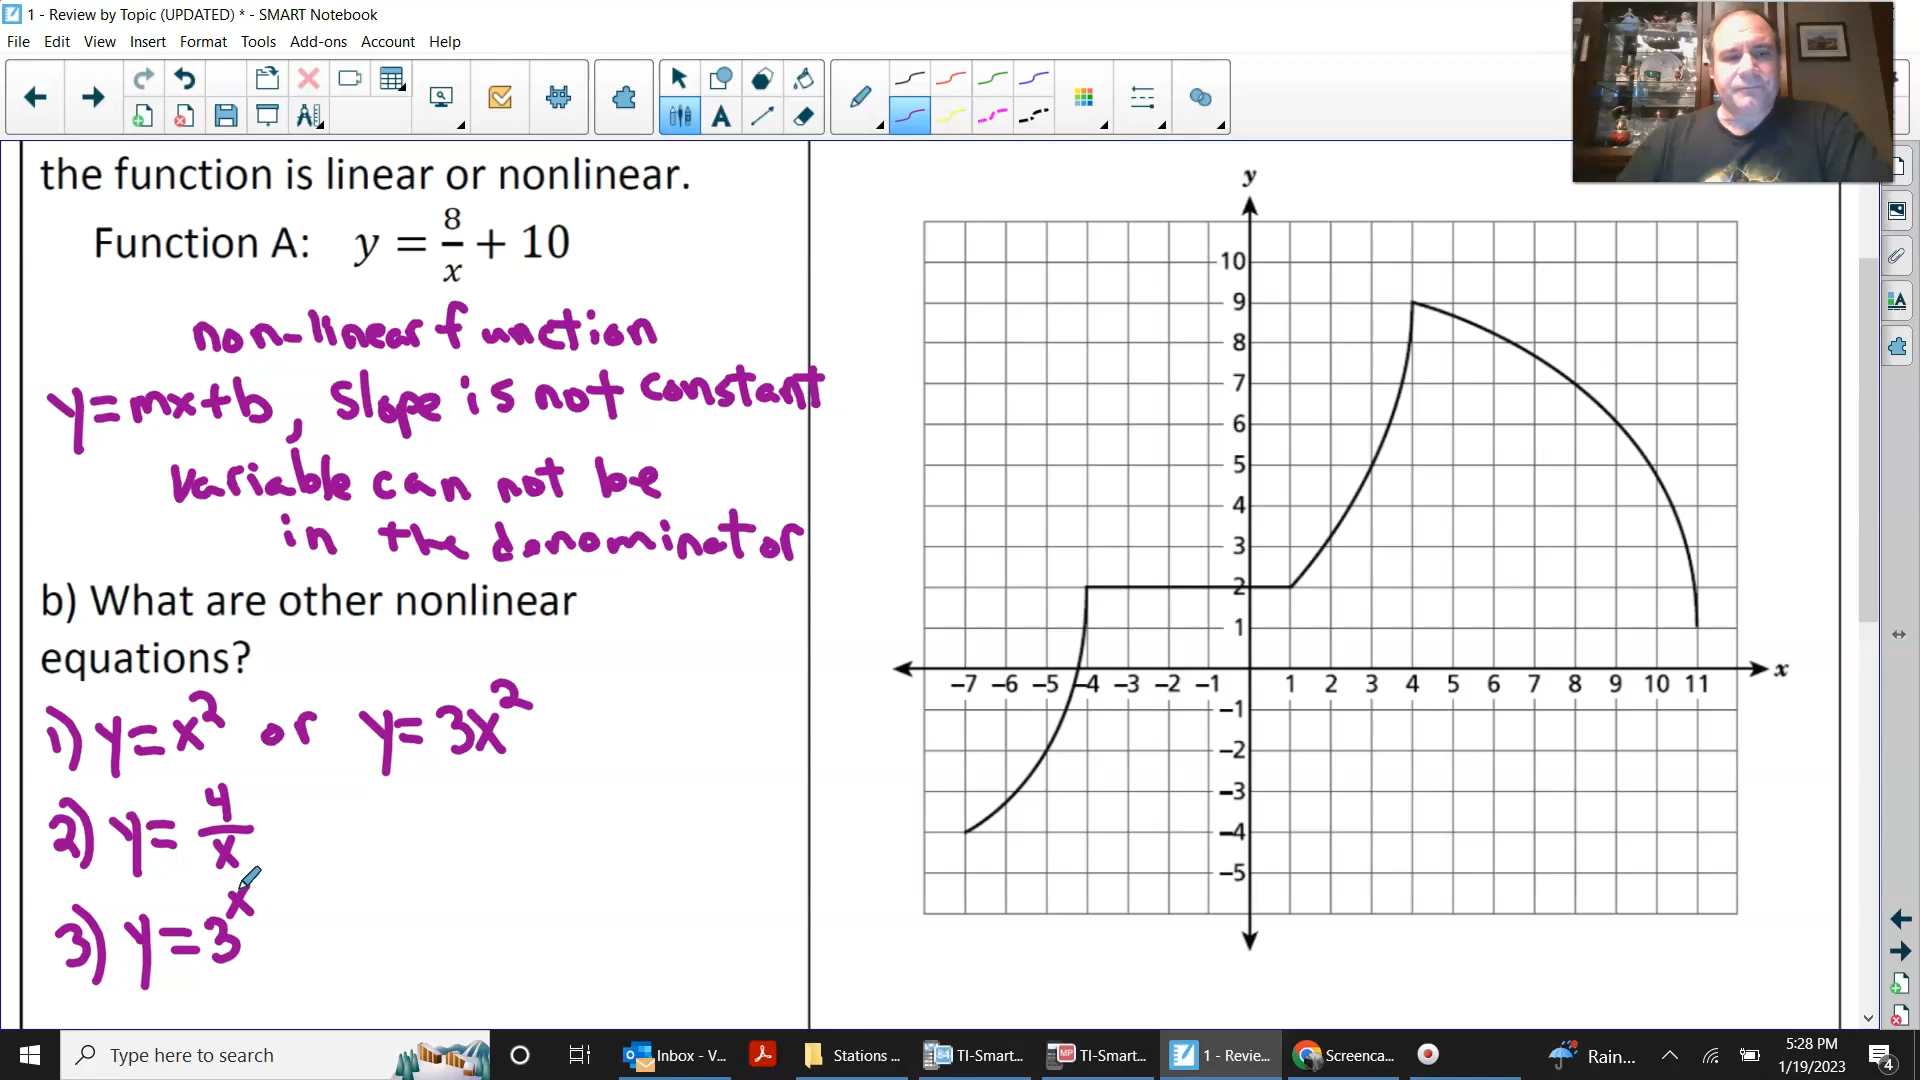 1 - Review by Topic (UPDATED) * - SMART Notebook
File Edit View Insert Format Tools Add-ons Account Help
the function is linear or nonlinear.
Function A: y = 8/x + 10
non-linear function
y=mx+b, slope is not constant
variable can not be
in the denominator
b) What are other nonlinear
equations?
1) y=x² or y=3x²
2) y=4/x
3) y=3ˣ
y
10
9
8
7
6
5
4
3
2
1
-7 -6 -5 -4 -3 -2 -1 1 2 3 4 5 6 7 8 9 10 11 x
-1
-2
-3
-4
-5
Type here to search
Inbox - V...
Stations ...
84 TI-Smart...
MP TI-Smart...
1 - Revie...
Screenca...
Rain...
5:28 PM
1/19/2023
4